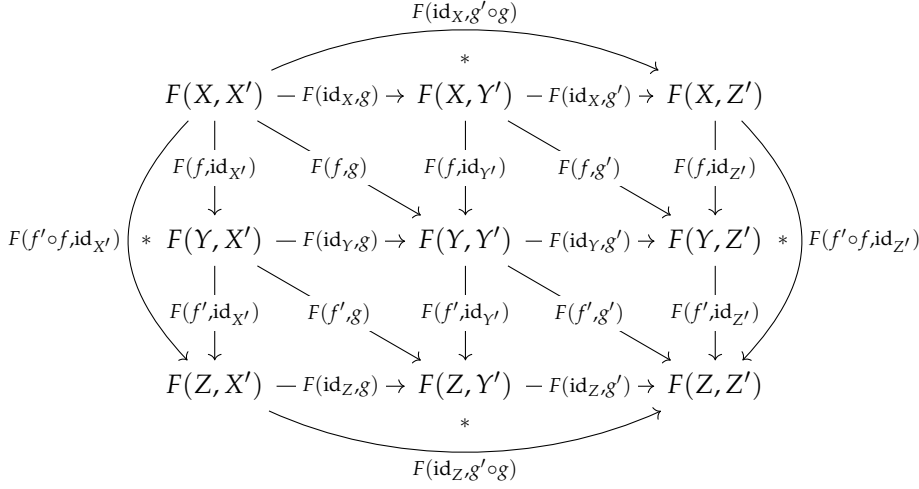 F(id_X,g′∘g)
*
F(X, X′) F(id_X,g) F(X, Y′) F(id_X,g′) F(X, Z′)
F(f,id_X′) F(f,g) F(f,id_Y′) F(f,g′) F(f,id_Z′)
F(f′∘f,id_X′) * F(Y, X′) F(id_Y,g) F(Y, Y′) F(id_Y,g′) F(Y, Z′) * F(f′∘f,id_Z′)
F(f′,id_X′) F(f′,g) F(f′,id_Y′) F(f′,g′) F(f′,id_Z′)
F(Z, X′) F(id_Z,g) F(Z, Y′) F(id_Z,g′) F(Z, Z′)
*
F(id_Z,g′∘g)